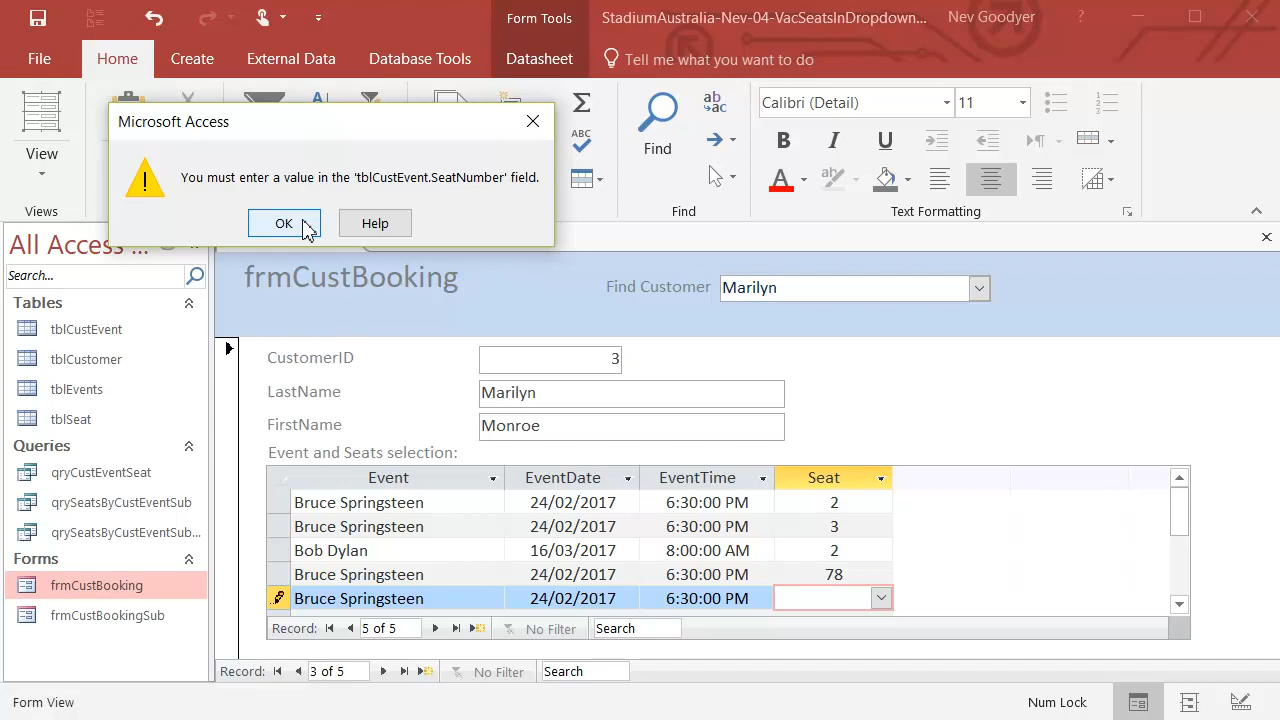 Form Tools
StadiumAustralia-Nev-04-VacSeatsInDropdown...
Nev Goodyer
?
File
Home
Create
External Data
Database Tools
Datasheet
Tell me what you want to do
View
Views
Find
Find
Calibri (Detail)
11
B
I
U
Text Formatting
Microsoft Access
You must enter a value in the 'tblCustEvent.SeatNumber' field.
OK
Help
All Access ...
Search...
Tables
tblCustEvent
tblCustomer
tblEvents
tblSeat
Queries
qryCustEventSeat
qrySeatsByCustEventSub
qrySeatsByCustEventSub...
Forms
frmCustBooking
frmCustBookingSub
frmCustBooking
Find Customer
Marilyn
CustomerID
3
LastName
Marilyn
FirstName
Monroe
Event and Seats selection:
Event EventDate EventTime Seat
Bruce Springsteen 24/02/2017 6:30:00 PM 2
Bruce Springsteen 24/02/2017 6:30:00 PM 3
Bob Dylan 16/03/2017 8:00:00 AM 2
Bruce Springsteen 24/02/2017 6:30:00 PM 78
Bruce Springsteen 24/02/2017 6:30:00 PM
Record: 5 of 5 No Filter Search
Record: 3 of 5 No Filter Search
Form View
Num Lock